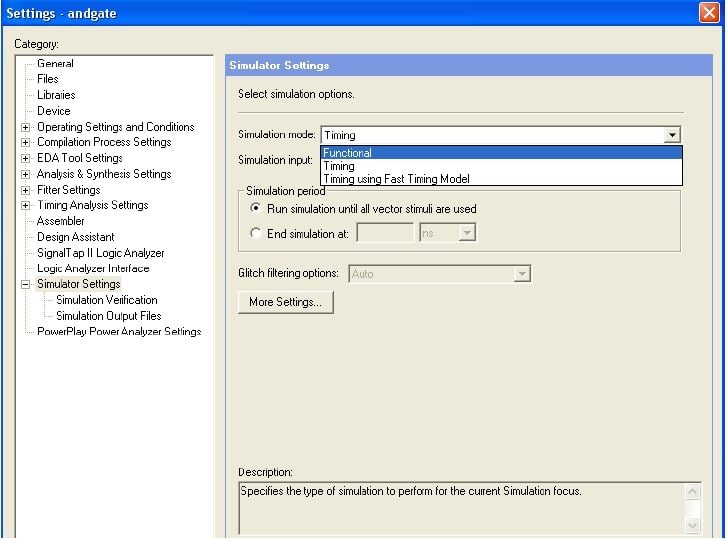 Settings - andgate
Category:
General
Files
Libraries
Device
Operating Settings and Conditions
Compilation Process Settings
EDA Tool Settings
Analysis & Synthesis Settings
Fitter Settings
Timing Analysis Settings
Assembler
Design Assistant
SignalTap II Logic Analyzer
Logic Analyzer Interface
Simulator Settings
Simulation Verification
Simulation Output Files
PowerPlay Power Analyzer Settings
Simulator Settings
Select simulation options.
Simulation mode: Timing
Functional
Simulation input:
Timing
Timing using Fast Timing Model
Simulation period
Run simulation until all vector stimuli are used
End simulation at: ns
Glitch filtering options: Auto
More Settings...
Description:
Specifies the type of simulation to perform for the current Simulation focus.